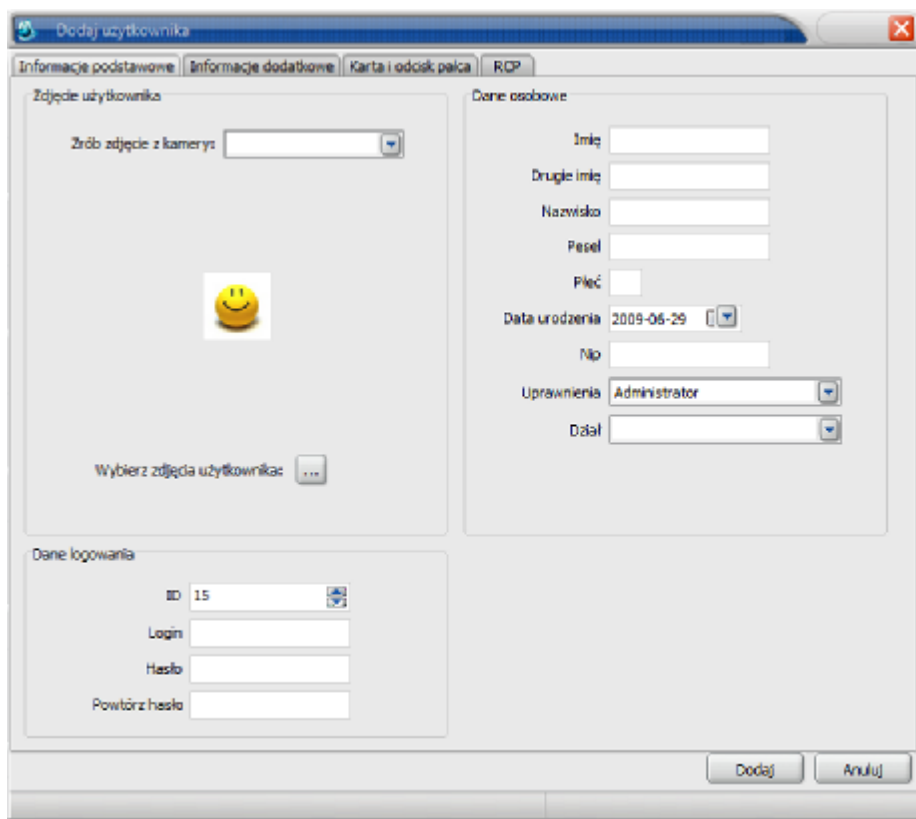 Dodaj użytkownika
Informacje podstawowe Informacje dodatkowe Karta i odcisk palca RCP
Zdjęcie użytkownika
Zrób zdjęcie z kamery:
Wybierz zdjęcia użytkownika:
...
Dane osobowe
Imię
Drugie imię
Nazwisko
Pesel
Płeć
Data urodzenia 2009-06-29
Nip
Uprawnienia Administrator
Dział
Dane logowania
ID 15
Login
Hasło
Powtórz hasło
Dodaj Anuluj